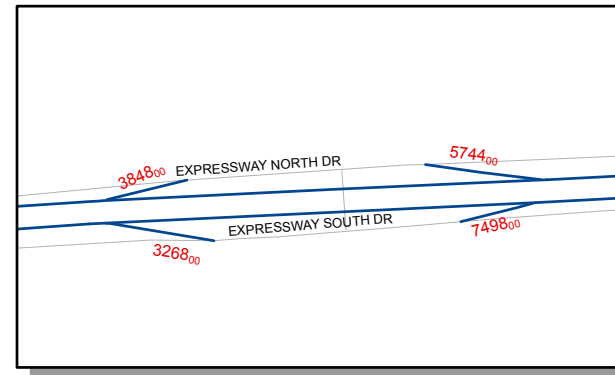 5744₀₀
3848₀₀
EXPRESSWAY NORTH DR
EXPRESSWAY SOUTH DR
7498₀₀
3268₀₀